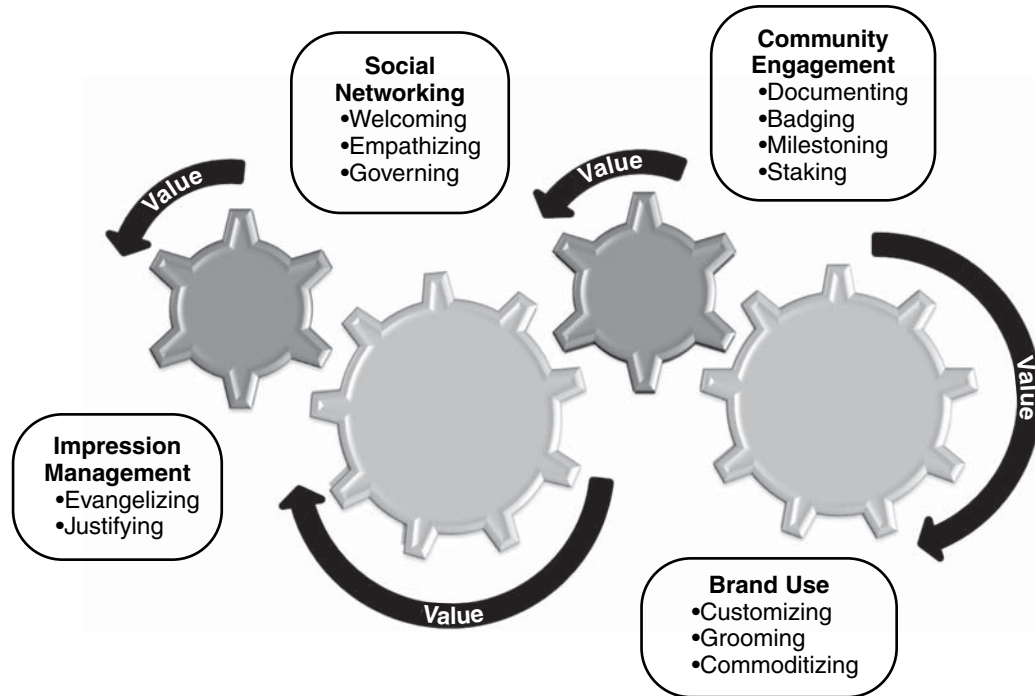 Social
Networking
•Welcoming
•Empathizing
•Governing
Community
Engagement
•Documenting
•Badging
•Milestoning
•Staking
Value
Value
Value
Impression
Management
•Evangelizing
•Justifying
Value
Brand Use
•Customizing
•Grooming
•Commoditizing